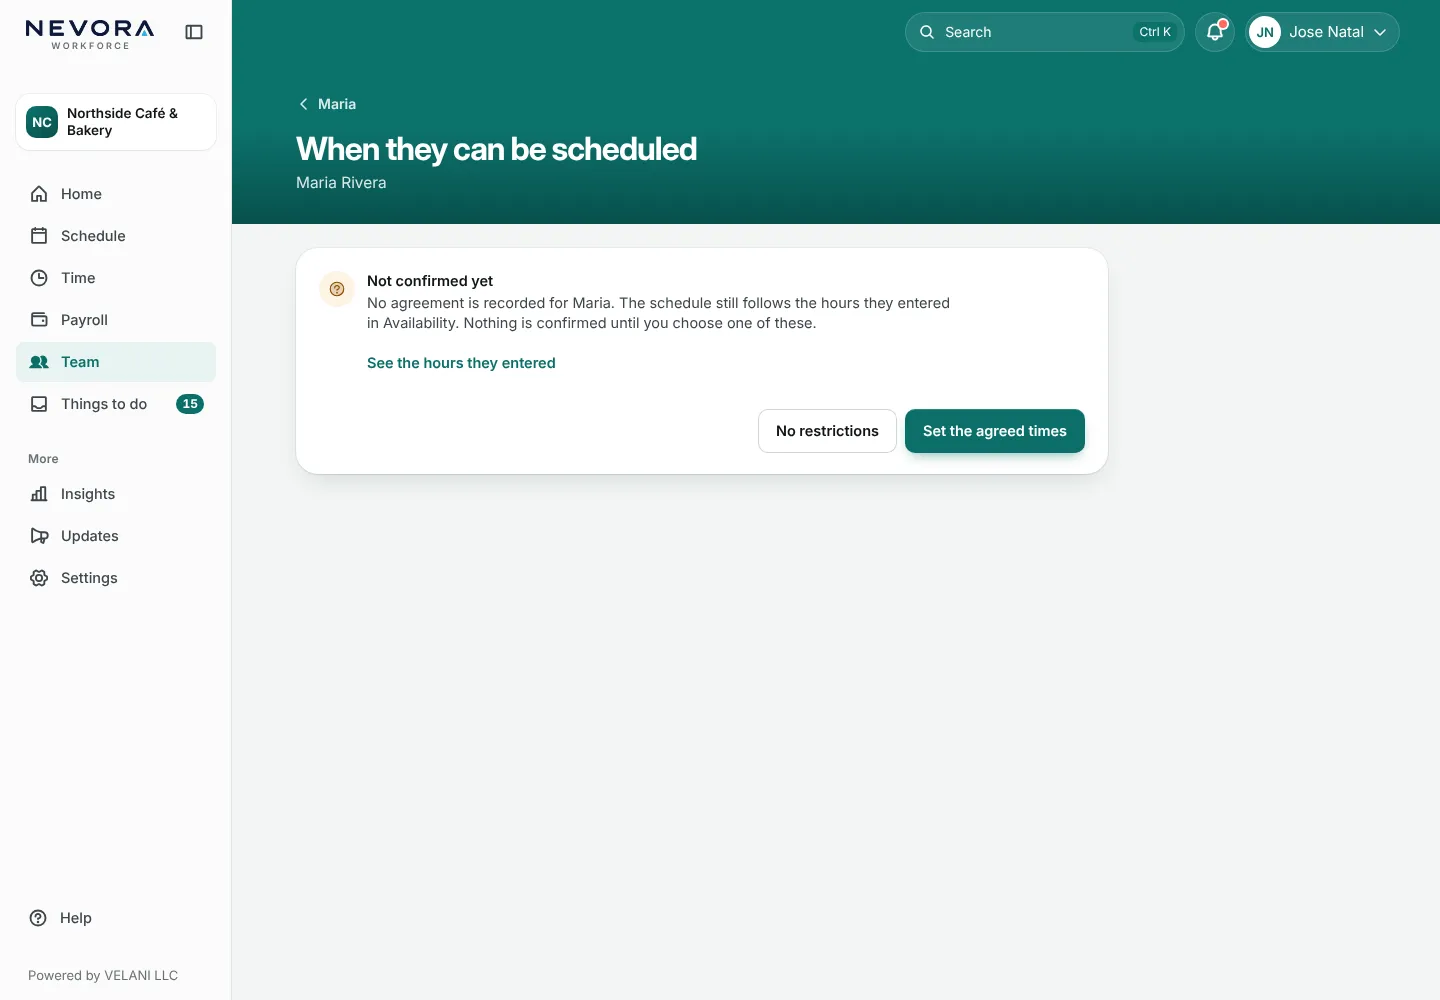 NEVORA
WORKFORCE
Search
Ctrl K
JN
Jose Natal
NC
Northside Café &
Bakery
Home
Schedule
Time
Payroll
Team
Things to do
15
More
Insights
Updates
Settings
Help
Powered by VELANI LLC
Maria
When they can be scheduled
Maria Rivera
Not confirmed yet
No agreement is recorded for Maria. The schedule still follows the hours they entered
in Availability. Nothing is confirmed until you choose one of these.
See the hours they entered
No restrictions
Set the agreed times